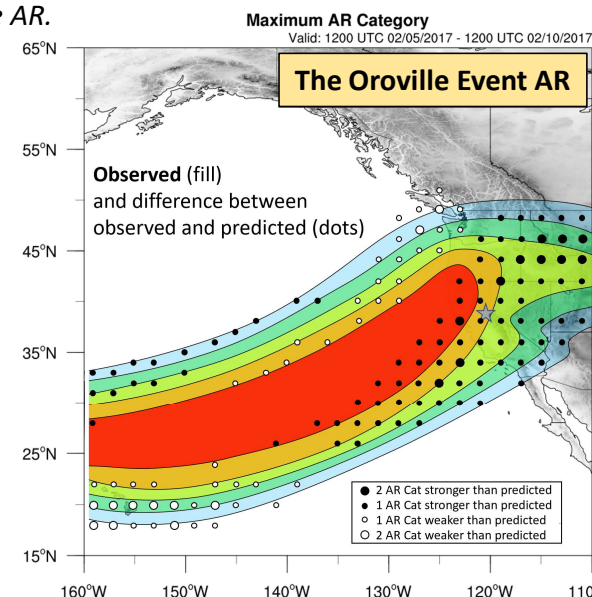 AR.
Maximum AR Category
Valid: 1200 UTC 02/05/2017 - 1200 UTC 02/10/2017
The Oroville Event AR
Observed (fill)
and difference between
observed and predicted (dots)
65°N
55°N
45°N
35°N
25°N
15°N
2 AR Cat stronger than predicted
1 AR Cat stronger than predicted
1 AR Cat weaker than predicted
2 AR Cat weaker than predicted
160°W 150°W 140°W 130°W 120°W 110